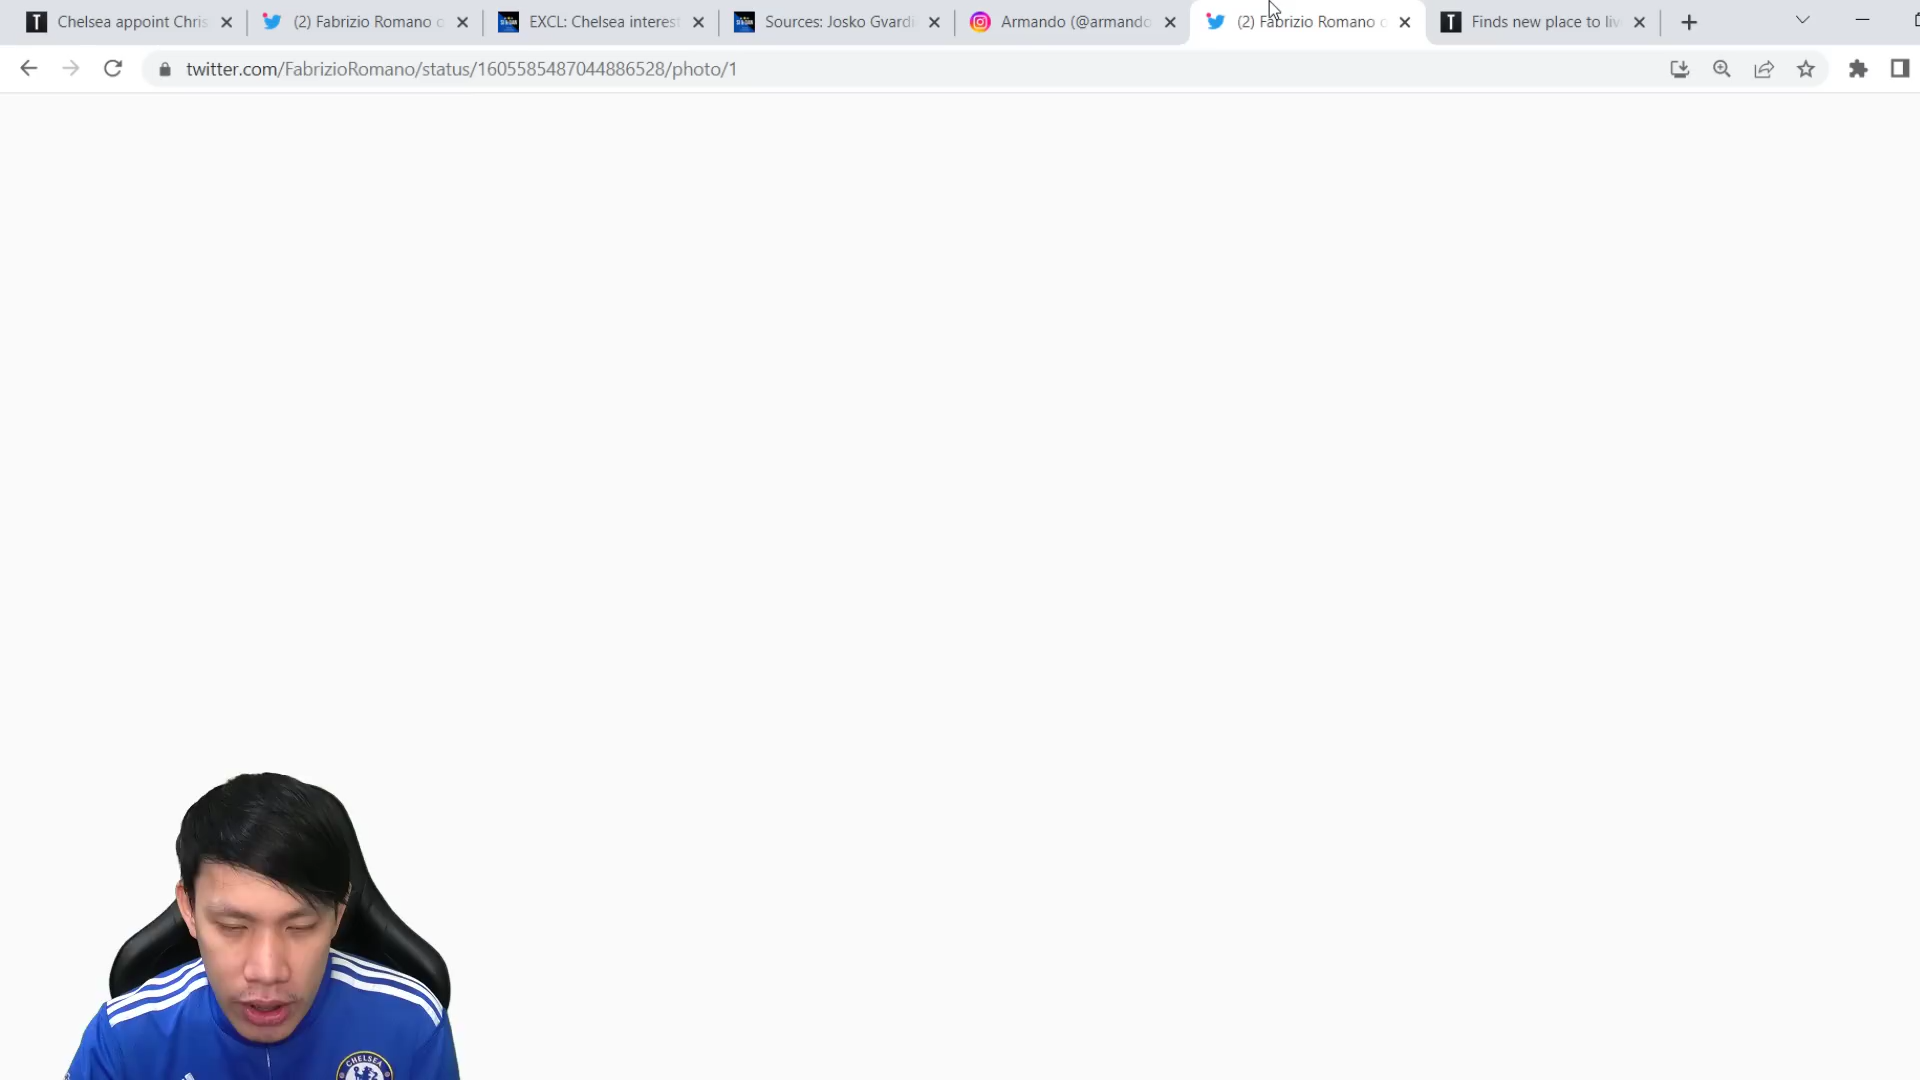 T Chelsea appoint Chris
(2) Fabrizio Romano o
EXCL: Chelsea interest
Sources: Josko Gvardi
Armando (@armando
(2) Fabrizio Romano o
T Finds new place to liv
twitter.com/FabrizioRomano/status/1605585487044886528/photo/1
CHELSEA